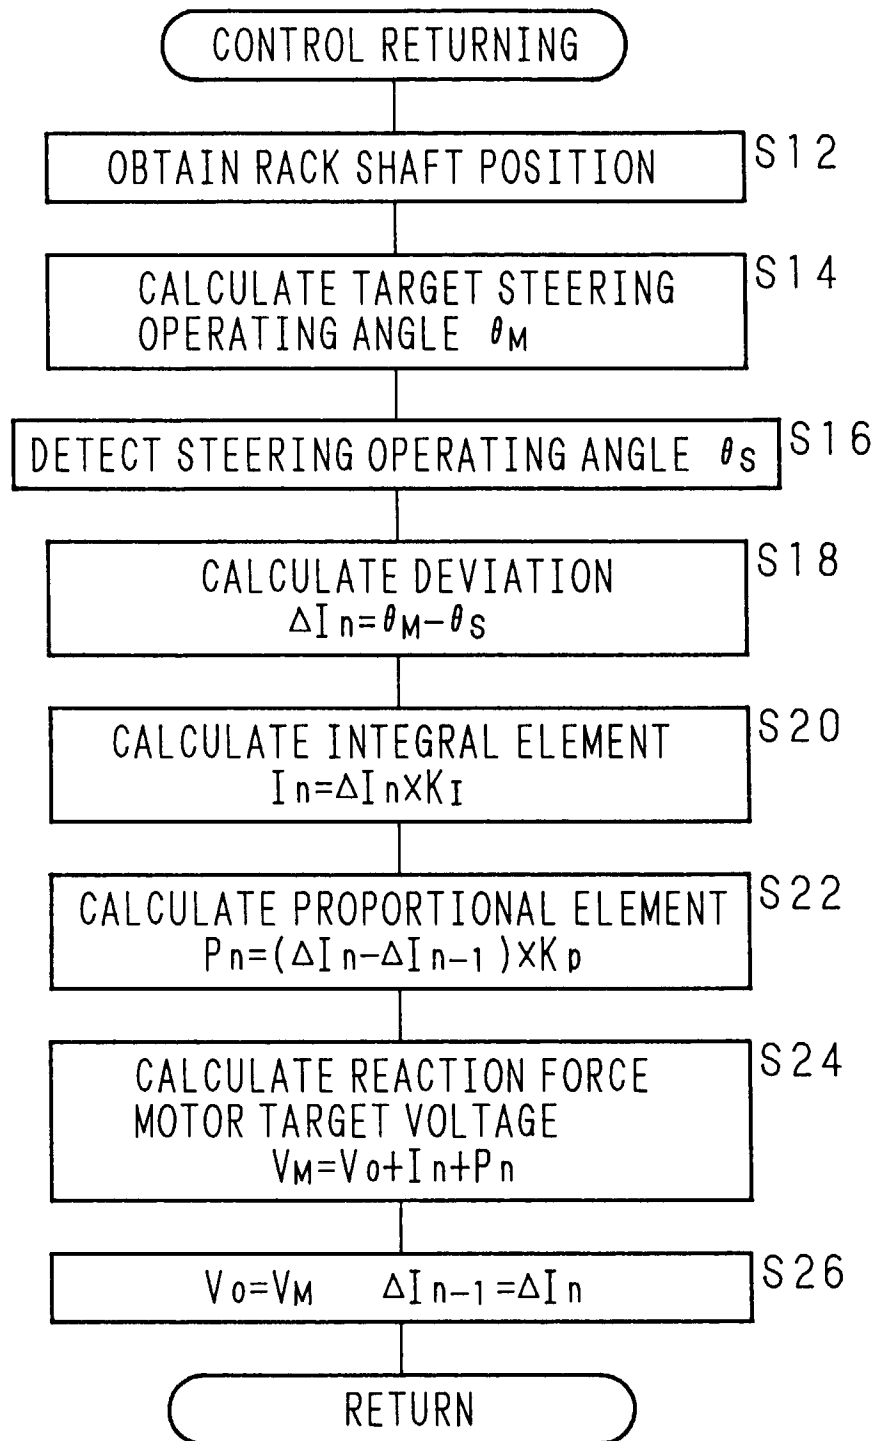 CONTROL RETURNING
OBTAIN RACK SHAFT POSITION
S12
CALCULATE TARGET STEERING
OPERATING ANGLE θM
S14
DETECT STEERING OPERATING ANGLE θS
S16
CALCULATE DEVIATION
ΔIn=θM-θS
S18
CALCULATE INTEGRAL ELEMENT
In=ΔIn×KI
S20
CALCULATE PROPORTIONAL ELEMENT
Pn=(ΔIn-ΔIn-1)×Kp
S22
CALCULATE REACTION FORCE
MOTOR TARGET VOLTAGE
VM=Vo+In+Pn
S24
Vo=VM ΔIn-1=ΔIn
S26
RETURN